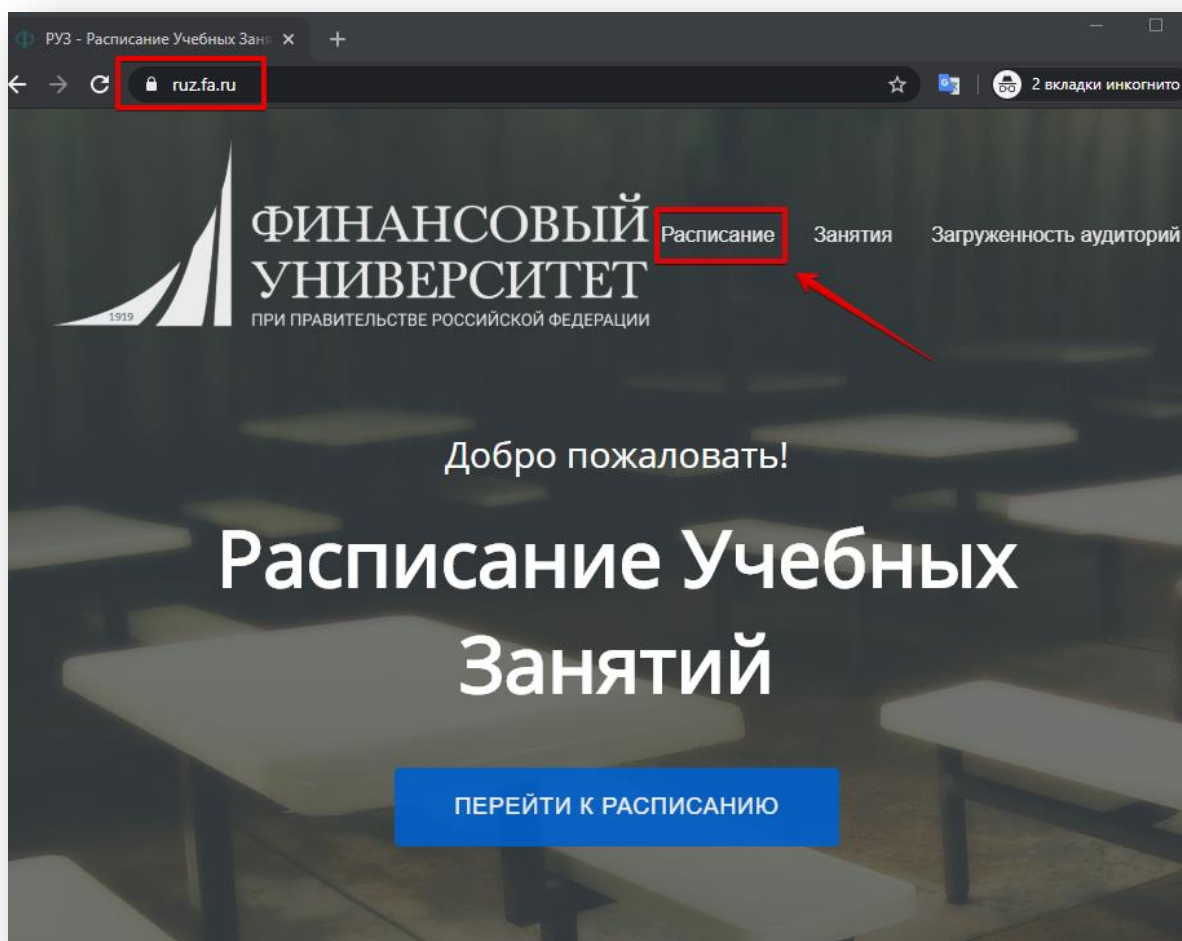 РУЗ - Расписание Учебных Заня
ruz.fa.ru
2 вкладки инкогнито
ФИНАНСОВЫЙ
УНИВЕРСИТЕТ
ПРИ ПРАВИТЕЛЬСТВЕ РОССИЙСКОЙ ФЕДЕРАЦИИ
1919
Расписание Занятия Загруженность аудиторий
Добро пожаловать!
Расписание Учебных
Занятий
ПЕРЕЙТИ К РАСПИСАНИЮ